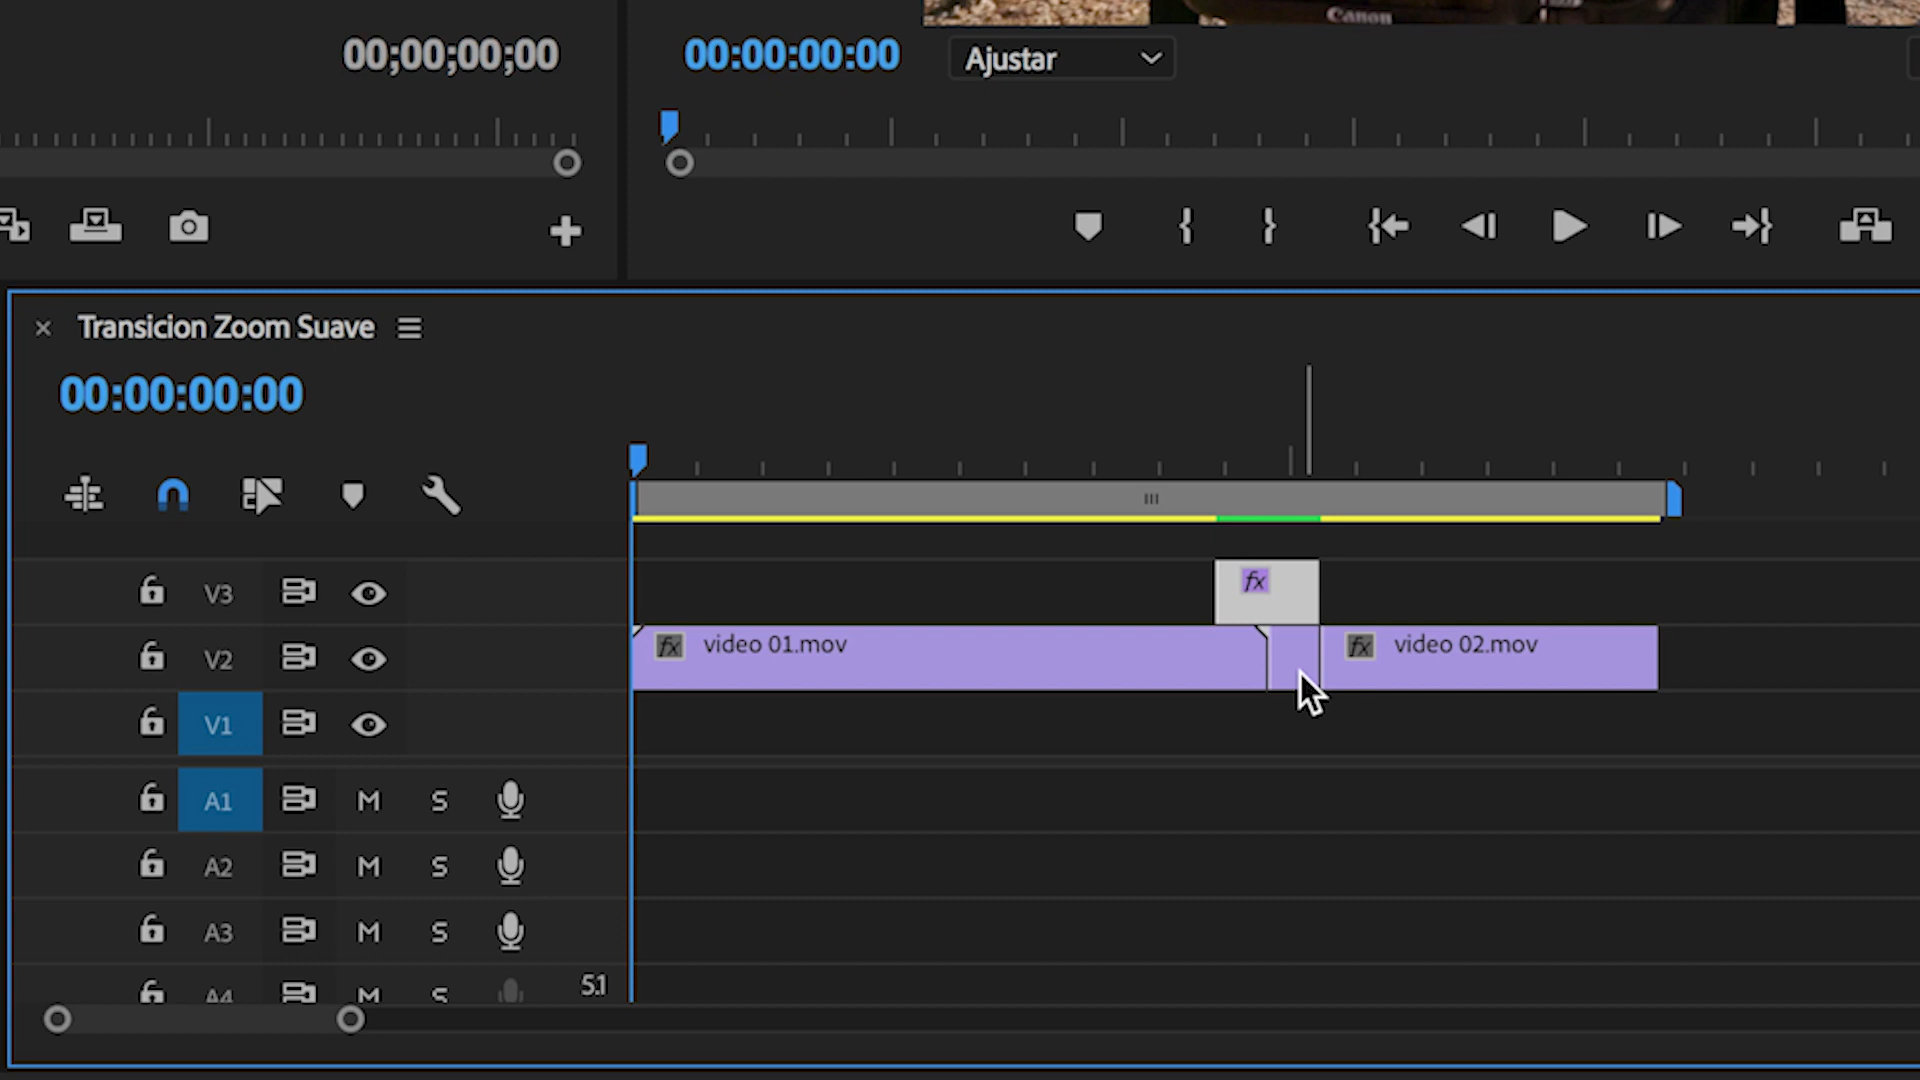 Canon
00;00;00;00
00:00:00:00
Ajustar
Transicion Zoom Suave
00:00:00:00
V3
fx
V2
fx video 01.mov
fx video 02.mov
V1
A1 M S
A2 M S
A3 M S
A4 M S
5.1